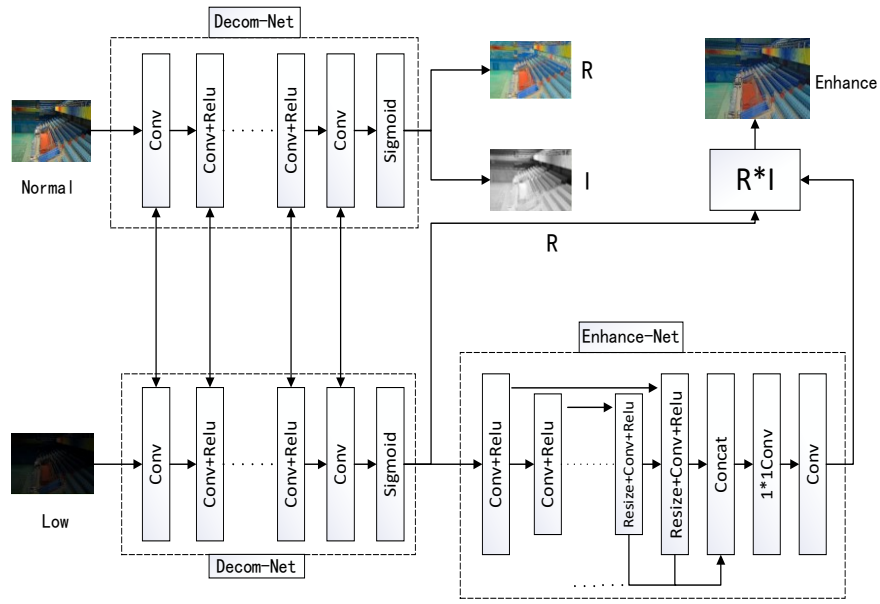 Decom-Net
Conv
Conv+Relu
Conv+Relu
Conv
Sigmoid
Normal
R
I
Enhance
R*I
R
Enhance-Net
Conv
Conv+Relu
Conv+Relu
Conv
Sigmoid
Low
Decom-Net
Conv+Relu
Conv+Relu
Resize+Conv+Relu
Resize+Conv+Relu
Concat
1*1Conv
Conv